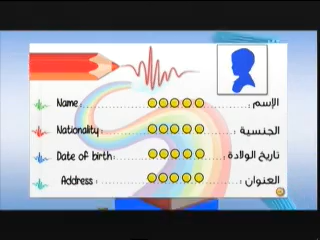 Name : ................................ الإسم :
Nationality : ................................ الجنسية :
Date of birth : ................................ تاريخ الولادة :
Address : ................................ العنوان :